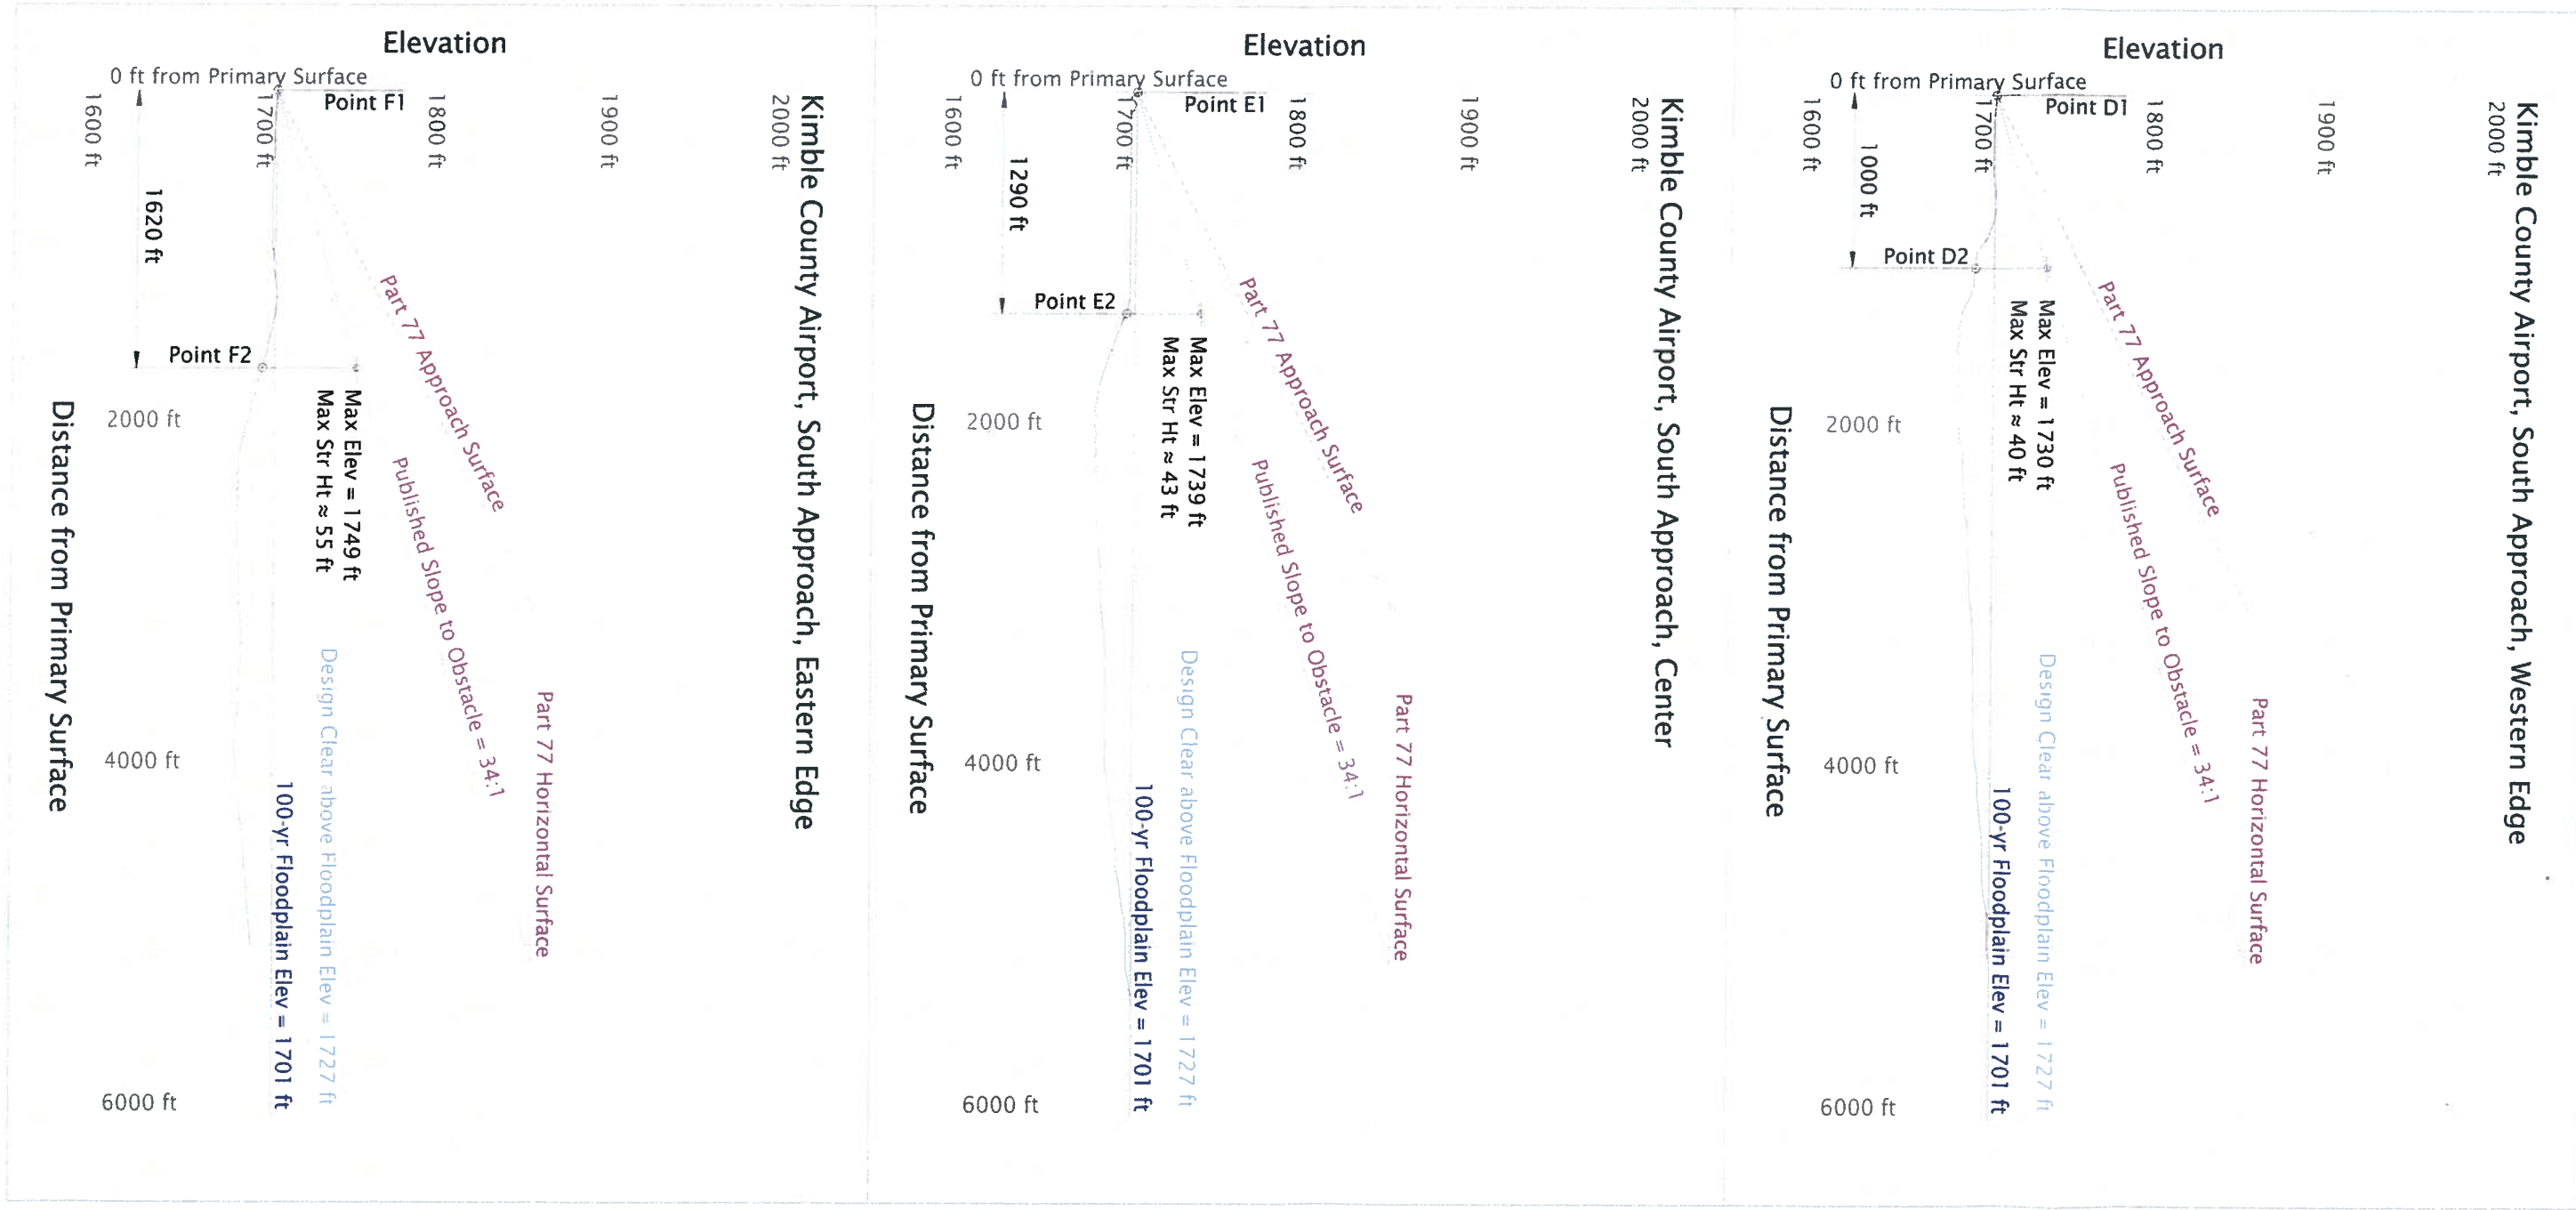 Kimble County Airport, South Approach, Western Edge
Elevation
2000 ft
1900 ft
1800 ft
1700 ft
1600 ft
0 ft from Primary Surface
Point D1
1000 ft
Point D2
Max Elev = 1730 ft
Max Str Ht ≈ 40 ft
Part 77 Approach Surface
Published Slope to Obstacle = 34:1
Part 77 Horizontal Surface
Design Clear above Floodplain Elev = 1727 ft
100-yr Floodplain Elev = 1701 ft
2000 ft
4000 ft
6000 ft
Distance from Primary Surface
Kimble County Airport, South Approach, Center
Elevation
2000 ft
1900 ft
1800 ft
1700 ft
1600 ft
0 ft from Primary Surface
Point E1
1290 ft
Point E2
Max Elev = 1739 ft
Max Str Ht ≈ 43 ft
Part 77 Approach Surface
Published Slope to Obstacle = 34:1
Part 77 Horizontal Surface
Design Clear above Floodplain Elev = 1727 ft
100-yr Floodplain Elev = 1701 ft
2000 ft
4000 ft
6000 ft
Distance from Primary Surface
Kimble County Airport, South Approach, Eastern Edge
Elevation
2000 ft
1900 ft
1800 ft
1700 ft
1600 ft
0 ft from Primary Surface
Point F1
1620 ft
Point F2
Max Elev = 1749 ft
Max Str Ht ≈ 55 ft
Part 77 Approach Surface
Published Slope to Obstacle = 34:1
Part 77 Horizontal Surface
Design Clear above Floodplain Elev = 1727 ft
100-yr Floodplain Elev = 1701 ft
2000 ft
4000 ft
6000 ft
Distance from Primary Surface